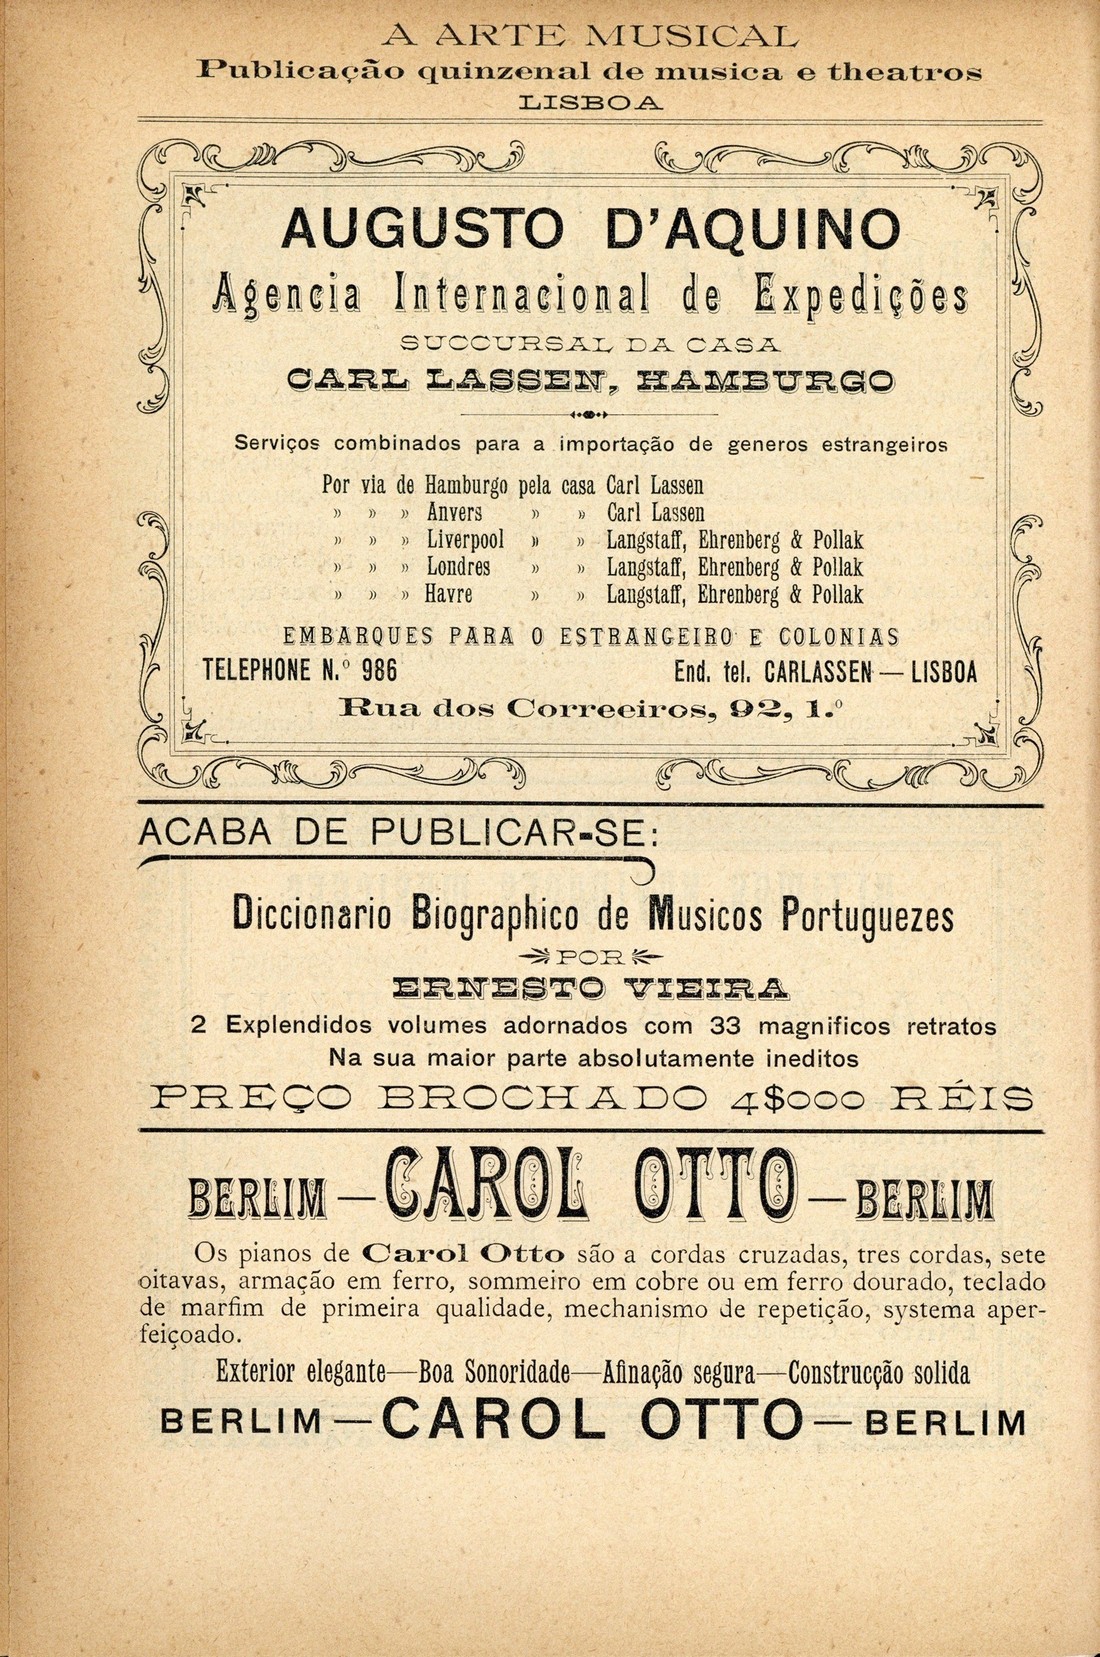 A ARTE MUSICAL
Publicação quinzenal de musica e theatros
LISBOA
AUGUSTO D'AQUINO
Agencia Internacional de Expedições
SUCCURSAL DA CASA
CARL LASSEN, HAMBURGO
Serviços combinados para a importação de generos estrangeiros
Por via de Hamburgo pela casa Carl Lassen
» » » Anvers » » Carl Lassen
» » » Liverpool » » Langstaff, Ehrenberg & Pollak
» » » Londres » » Langstaff, Ehrenberg & Pollak
» » » Havre » » Langstaff, Ehrenberg & Pollak
EMBARQUES PARA O ESTRANGEIRO E COLONIAS
TELEPHONE N.º 986 End. tel. CARLASSEN — LISBOA
Rua dos Correeiros, 92, 1.º
ACABA DE PUBLICAR-SE:
Diccionario Biographico de Musicos Portuguezes
POR
ERNESTO VIEIRA
2 Explendidos volumes adornados com 33 magnificos retratos
Na sua maior parte absolutamente ineditos
PREÇO BROCHADO 4$000 RÉIS
BERLIM — CAROL OTTO — BERLIM
Os pianos de Carol Otto são a cordas cruzadas, tres cordas, sete
oitavas, armação em ferro, sommeiro em cobre ou em ferro dourado, teclado
de marfim de primeira qualidade, mechanismo de repetição, systema aper-
feiçoado.
Exterior elegante—Boa Sonoridade—Afinação segura—Construcção solida
BERLIM — CAROL OTTO — BERLIM